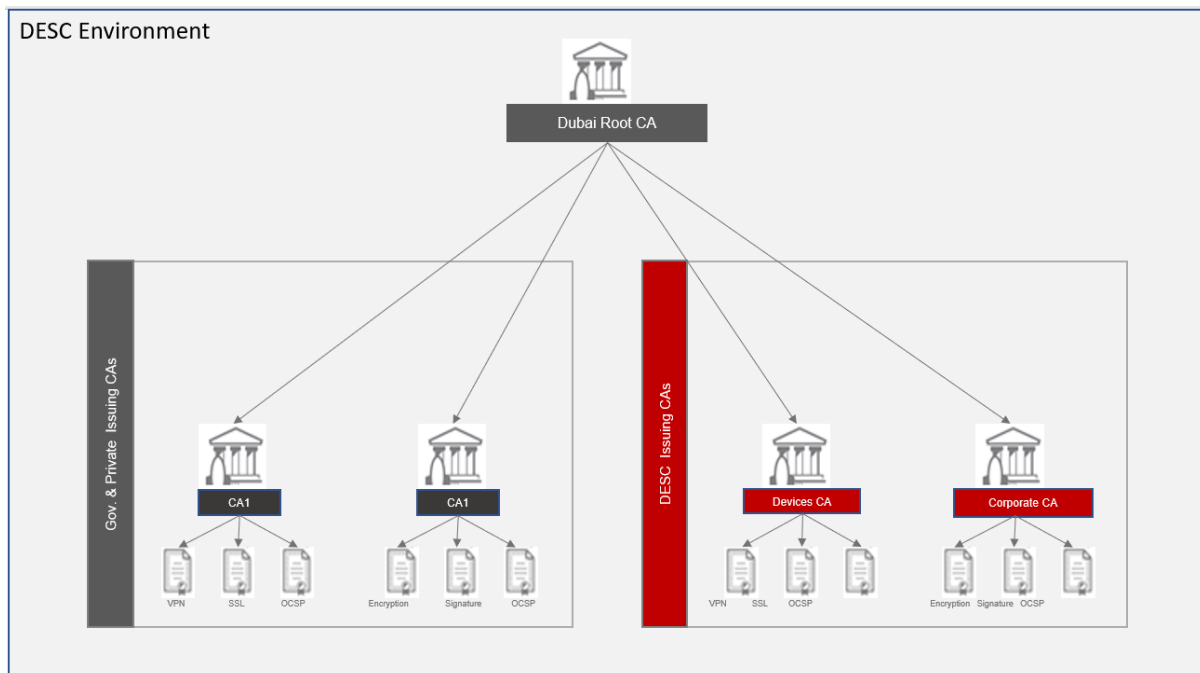 DESC Environment
Dubai Root CA
Gov. & Private Issuing CAs
CA1
VPN SSL OCSP
CA1
Encryption Signature OCSP
DESC Issuing CAs
Devices CA
VPN SSL OCSP
Corporate CA
Encryption Signature OCSP